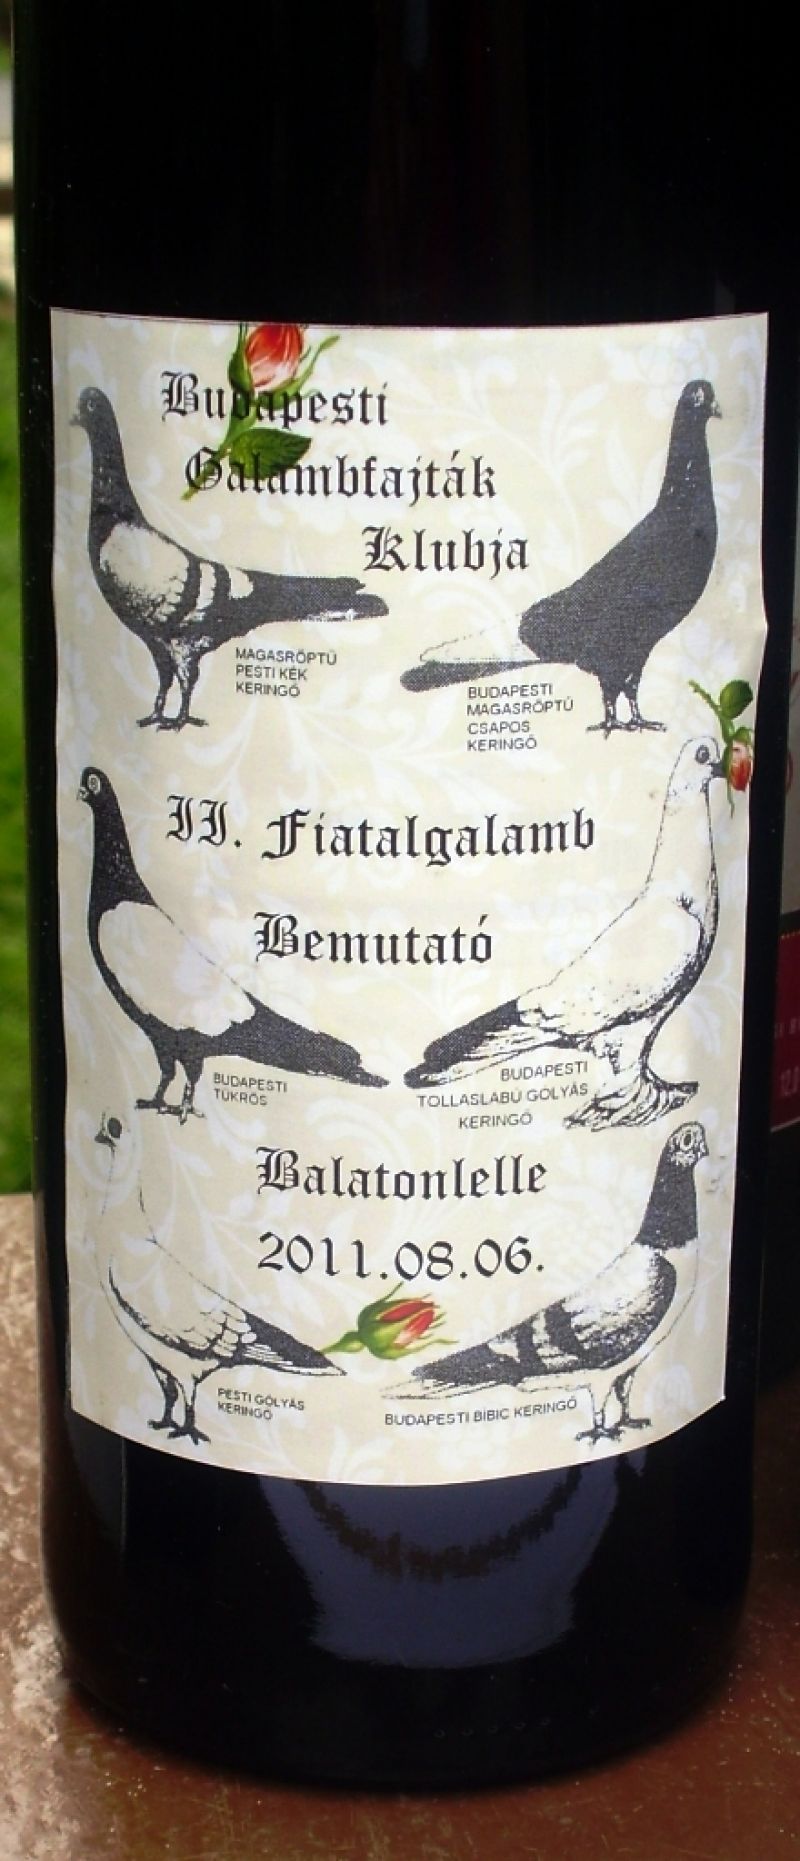 Budapesti
Galambfajták
Klubja
MAGASRÖPTŰ
PESTI KÉK
KERINGŐ
BUDAPESTI
MAGASRÖPTŰ
CSAPOS
KERINGŐ
II. Fiatalgalamb
Bemutató
BUDAPESTI
TÜKRÖS
BUDAPESTI
TOLLASLÁBÚ GÓLYÁS
KERINGŐ
Balatonlelle
2011.08.06.
PESTI GÓLYÁS
KERINGŐ
BUDAPESTI BÍBIC KERINGŐ